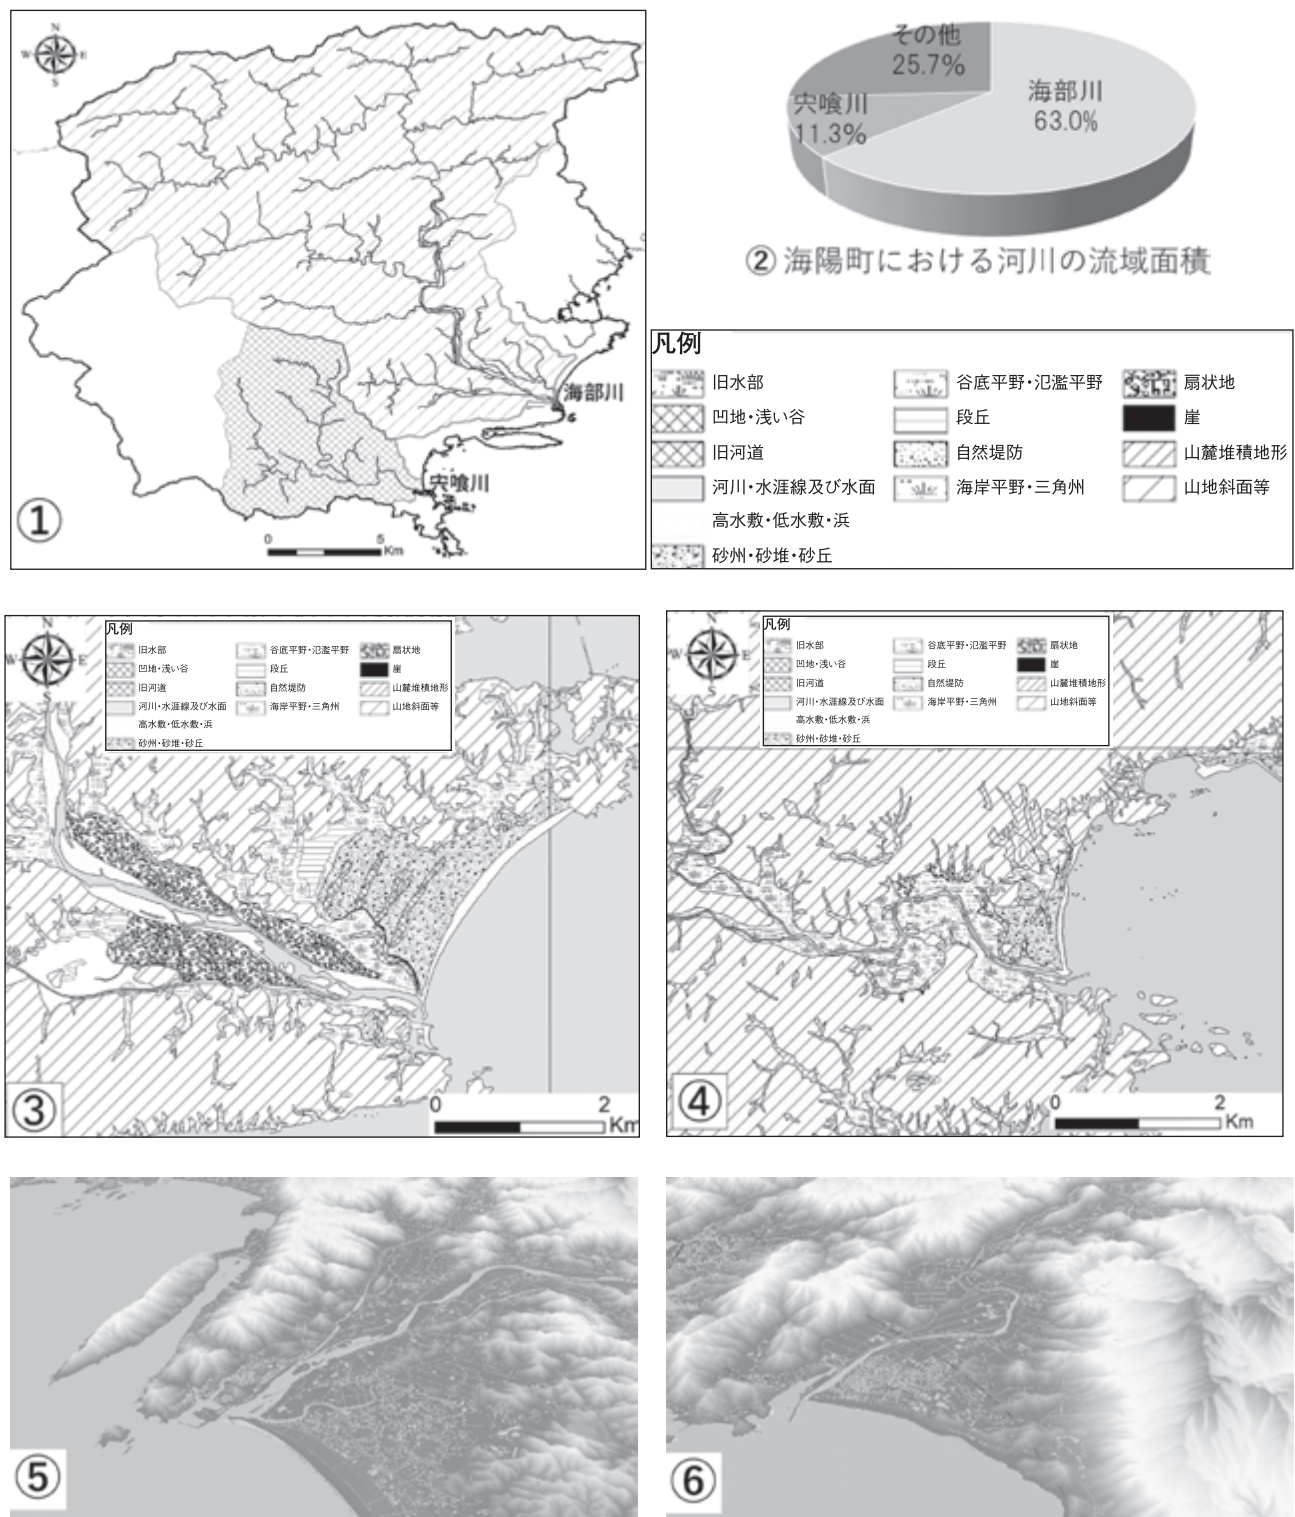 N
W
E
S
海部川
宍喰川
①
0
5
Km
その他
25.7%
海部川
63.0%
宍喰川
11.3%
②海陽町における河川の流域面積
凡例
旧水部
谷底平野・氾濫平野
扇状地
凹地・浅い谷
段丘
崖
旧河道
自然堤防
山麓堆積地形
河川・水涯線及び水面
海岸平野・三角州
山地斜面等
高水敷・低水敷・浜
砂州・砂堆・砂丘
N
W
E
S
凡例
旧水部
谷底平野・氾濫平野
扇状地
凹地・浅い谷
段丘
崖
旧河道
自然堤防
山麓堆積地形
河川・水涯線及び水面
海岸平野・三角州
山地斜面等
高水敷・低水敷・浜
砂州・砂堆・砂丘
③
0
2
Km
N
W
E
S
凡例
旧水部
谷底平野・氾濫平野
扇状地
凹地・浅い谷
段丘
崖
旧河道
自然堤防
山麓堆積地形
河川・水涯線及び水面
海岸平野・三角州
山地斜面等
高水敷・低水敷・浜
砂州・砂堆・砂丘
④
0
2
Km
⑤
⑥